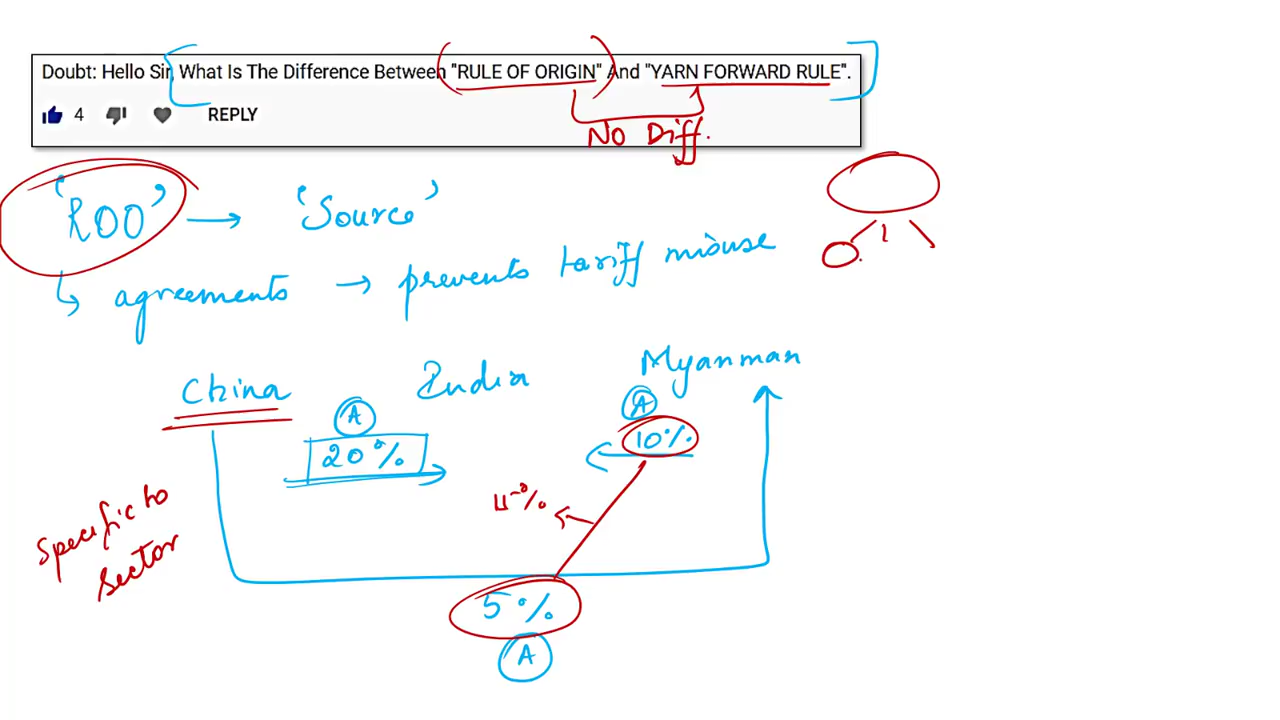 Doubt: Hello Sir, What Is The Difference Between "RULE OF ORIGIN" And "YARN FORWARD RULE".
4 REPLY
No Diff.
'ROO' → 'Source'
agreements → prevents tariff misuse
China India Myanmar
A A
20% 10%
Specific to
sector
5%
A